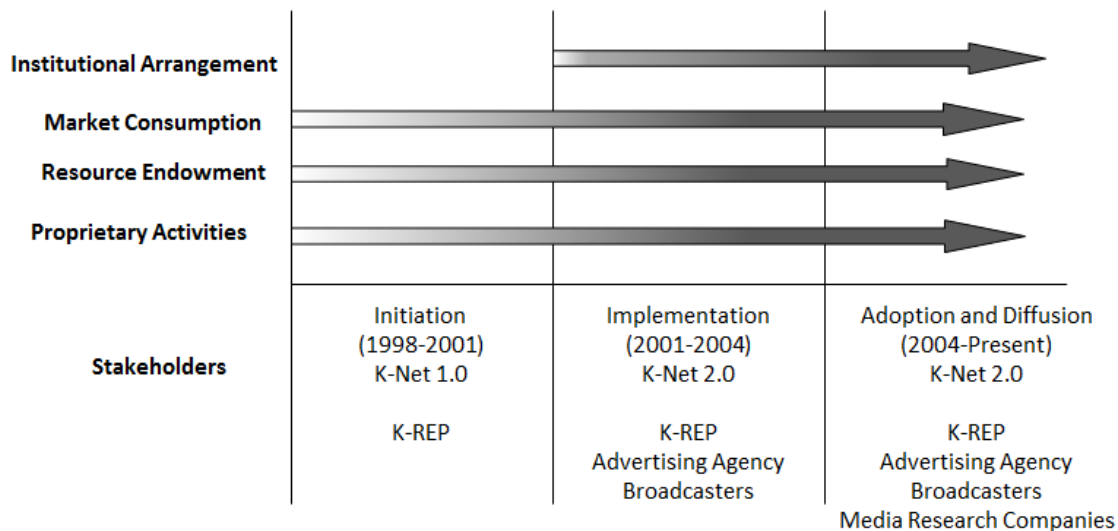 Institutional Arrangement
Market Consumption
Resource Endowment
Proprietary Activities
Stakeholders
Initiation
(1998-2001)
K-Net 1.0
K-REP
Implementation
(2001-2004)
K-Net 2.0
K-REP
Advertising Agency
Broadcasters
Adoption and Diffusion
(2004-Present)
K-Net 2.0
K-REP
Advertising Agency
Broadcasters
Media Research Companies